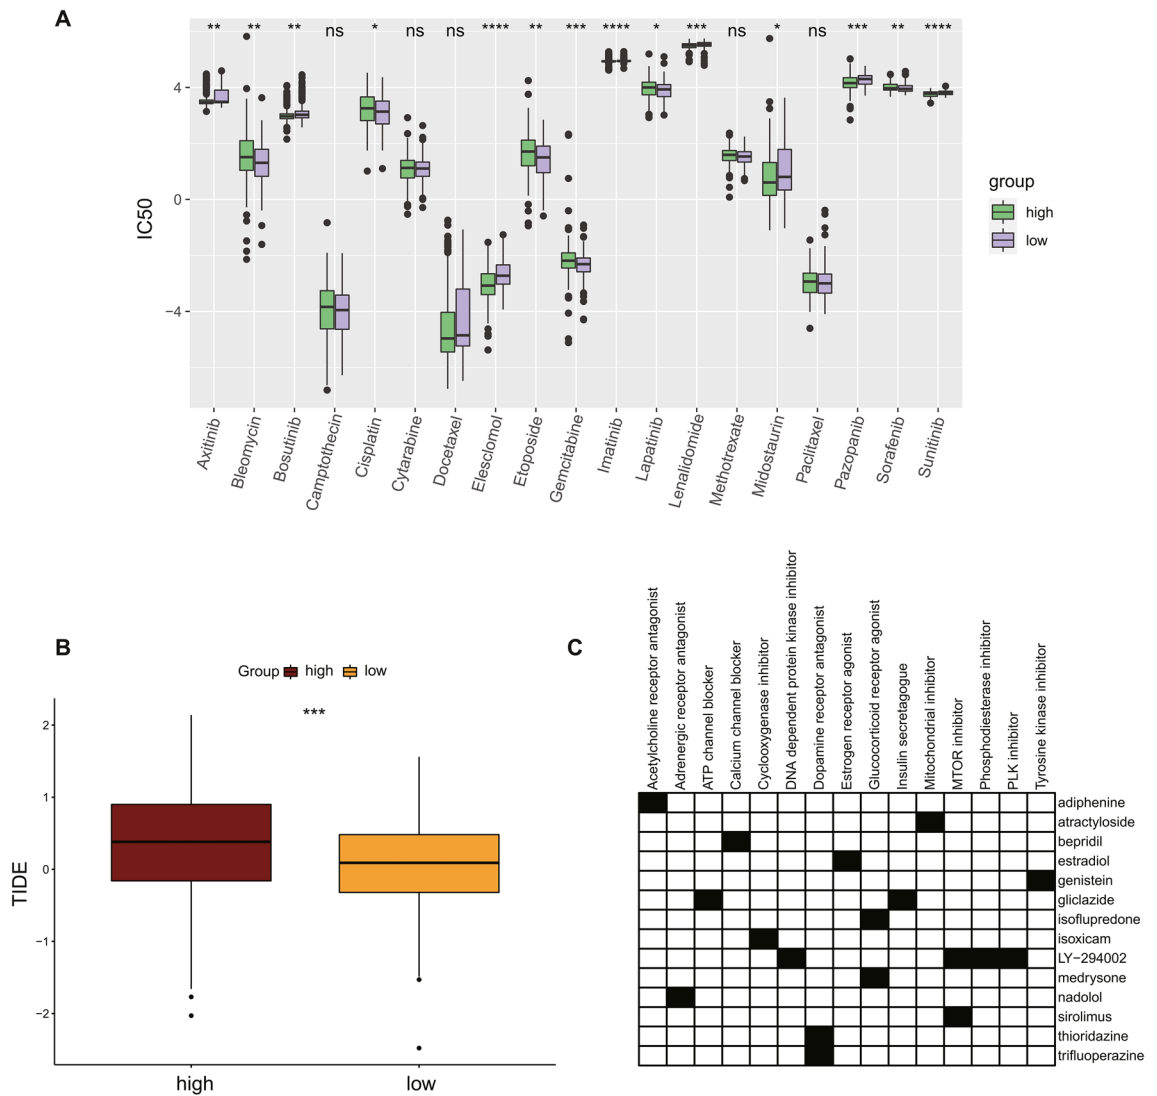 A
** ** ** ns * ns ns **** ** *** **** * *** ns * ns *** ** ****
4
0
−4
IC50
group
high
low
Axitinib
Bleomycin
Bosutinib
Camptothecin
Cisplatin
Cytarabine
Docetaxel
Elesclomol
Etoposide
Gemcitabine
Imatinib
Lapatinib
Lenalidomide
Methotrexate
Midostaurin
Paclitaxel
Pazopanib
Sorafenib
Sunitinib
B
Group high low
***
2
1
0
−1
−2
TIDE
high
low
C
Acetylcholine receptor antagonist
Adrenergic receptor antagonist
ATP channel blocker
Calcium channel blocker
Cyclooxygenase inhibitor
DNA dependent protein kinase inhibitor
Dopamine receptor antagonist
Estrogen receptor agonist
Glucocorticoid receptor agonist
Insulin secretagogue
Mitochondrial inhibitor
MTOR inhibitor
Phosphodiesterase inhibitor
PLK inhibitor
Tyrosine kinase inhibitor
adiphenine
atractyloside
bepridil
estradiol
genistein
gliclazide
isoflupredone
isoxicam
LY−294002
medrysone
nadolol
sirolimus
thioridazine
trifluoperazine